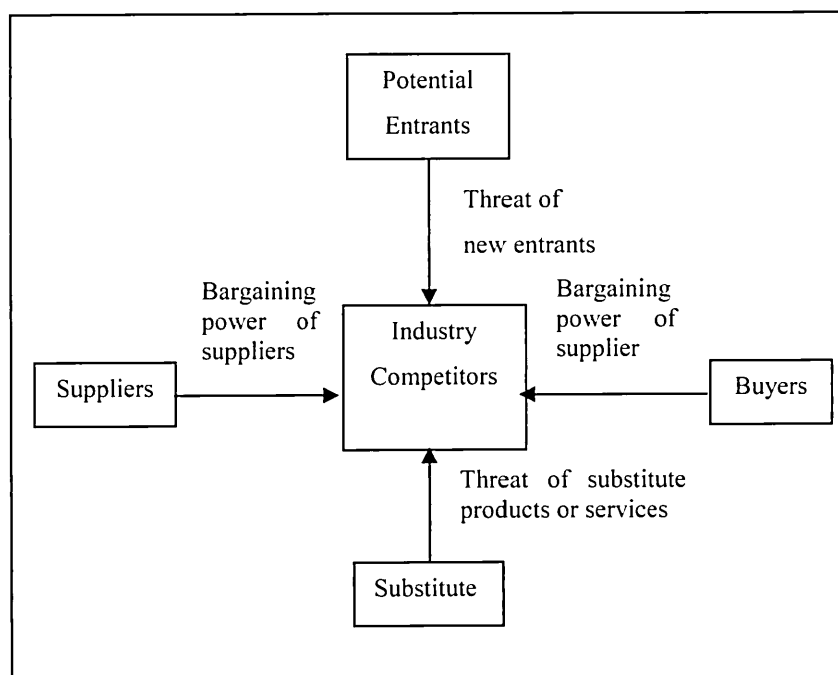 Potential
Entrants
Threat of
new entrants
Bargaining
power of
suppliers
Bargaining
power of
supplier
Industry
Competitors
Suppliers
Buyers
Threat of substitute
products or services
Substitute